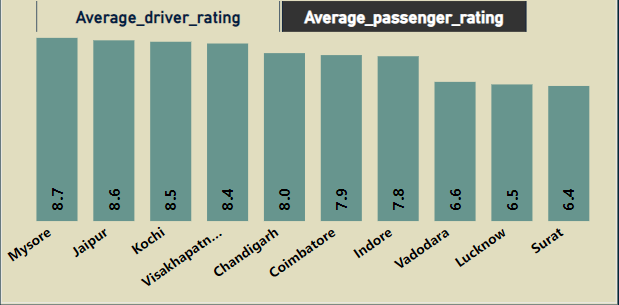 Average_driver_rating
Average_passenger_rating
8.7
8.6
8.5
8.4
8.0
7.9
7.8
6.6
6.5
6.4
Mysore
Jaipur
Kochi
Visakhapatn...
Chandigarh
Coimbatore
Indore
Vadodara
Lucknow
Surat